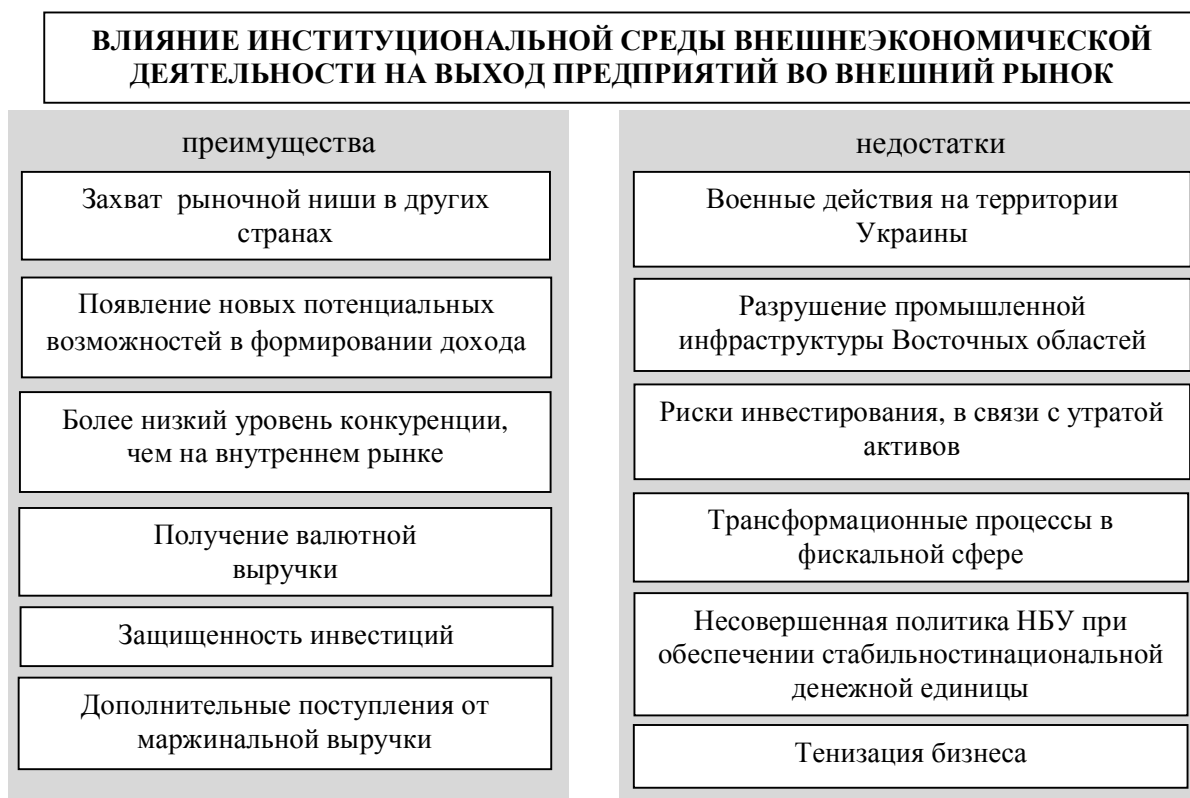 ВЛИЯНИЕ ИНСТИТУЦИОНАЛЬНОЙ СРЕДЫ ВНЕШНЕЭКОНОМИЧЕСКОЙ
ДЕЯТЕЛЬНОСТИ НА ВЫХОД ПРЕДПРИЯТИЙ ВО ВНЕШНИЙ РЫНОК
преимущества
Захват рыночной ниши в других
странах
Появление новых потенциальных
возможностей в формировании дохода
Более низкий уровень конкуренции,
чем на внутреннем рынке
Получение валютной
выручки
Защищенность инвестиций
Дополнительные поступления от
маржинальной выручки
недостатки
Военные действия на территории
Украины
Разрушение промышленной
инфраструктуры Восточных областей
Риски инвестирования, в связи с утратой
активов
Трансформационные процессы в
фискальной сфере
Несовершенная политика НБУ при
обеспечении стабильностинациональной
денежной единицы
Тенизация бизнеса